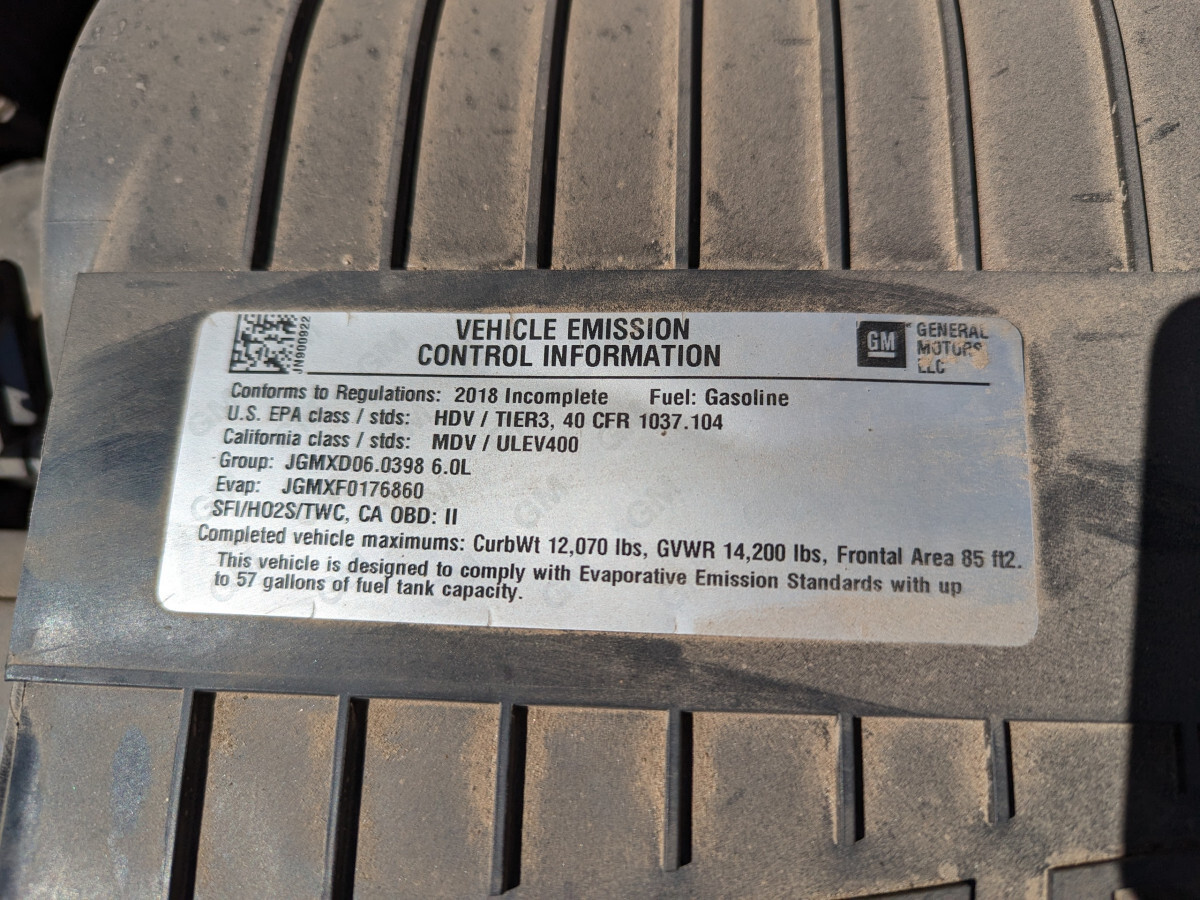 JN900922
VEHICLE EMISSION
CONTROL INFORMATION
GM
GENERAL
MOTORS
LLC
Conforms to Regulations: 2018 Incomplete Fuel: Gasoline
U.S. EPA class / stds: HDV / TIER3, 40 CFR 1037.104
California class / stds: MDV / ULEV400
Group: JGMXD06.0398 6.0L
Evap: JGMXF0176860
SFI/HO2S/TWC, CA OBD: II
Completed vehicle maximums: CurbWt 12,070 lbs, GVWR 14,200 lbs, Frontal Area 85 ft2.
This vehicle is designed to comply with Evaporative Emission Standards with up
to 57 gallons of fuel tank capacity.